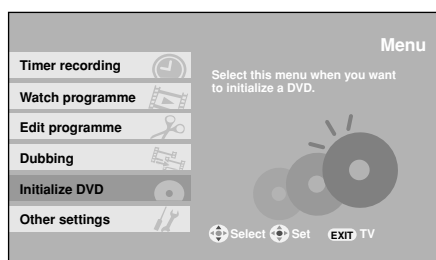 Menu
Timer recording
Watch programme
Edit programme
Dubbing
Initialize DVD
Other settings
Select this menu when you want
to initialize a DVD.
Select Set EXIT TV